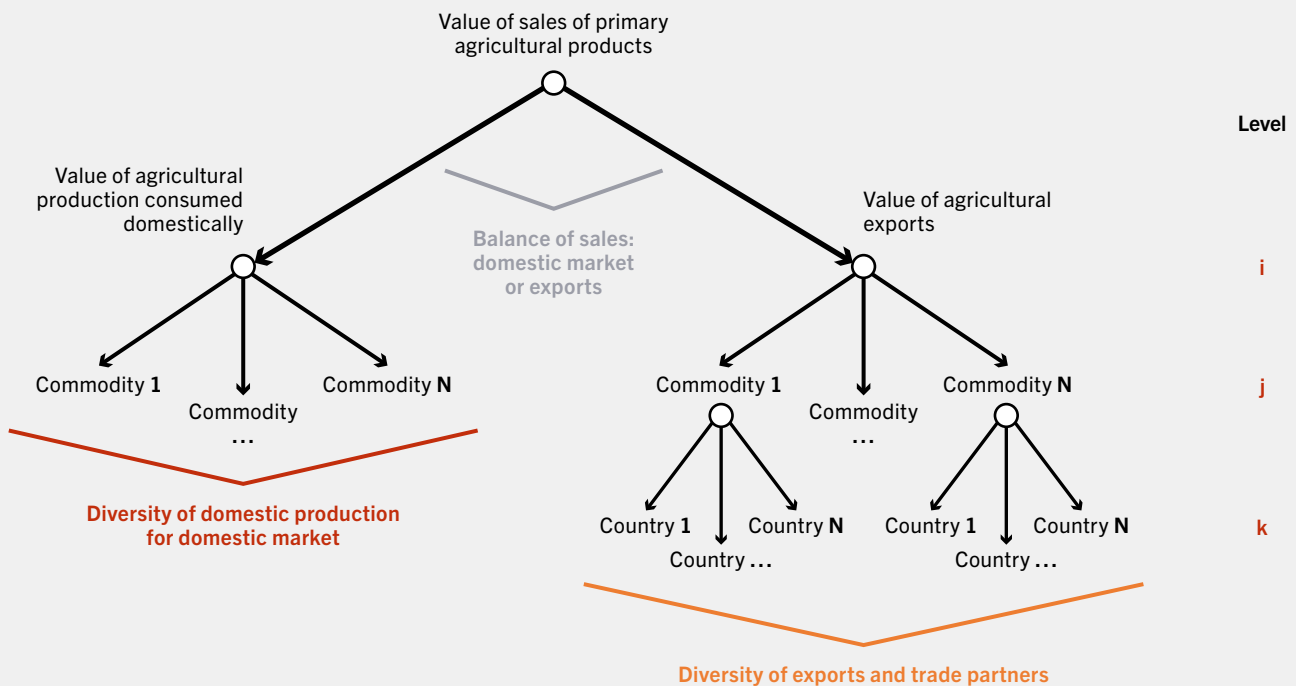 Value of sales of primary
agricultural products
Level
Value of agricultural
production consumed
domestically
Value of agricultural
exports
Balance of sales:
domestic market
or exports
i
Commodity 1
Commodity
...
Commodity N
Commodity 1
Commodity
...
Commodity N
j
Diversity of domestic production
for domestic market
Country 1
Country ...
Country N
Country 1
Country ...
Country N
k
Diversity of exports and trade partners